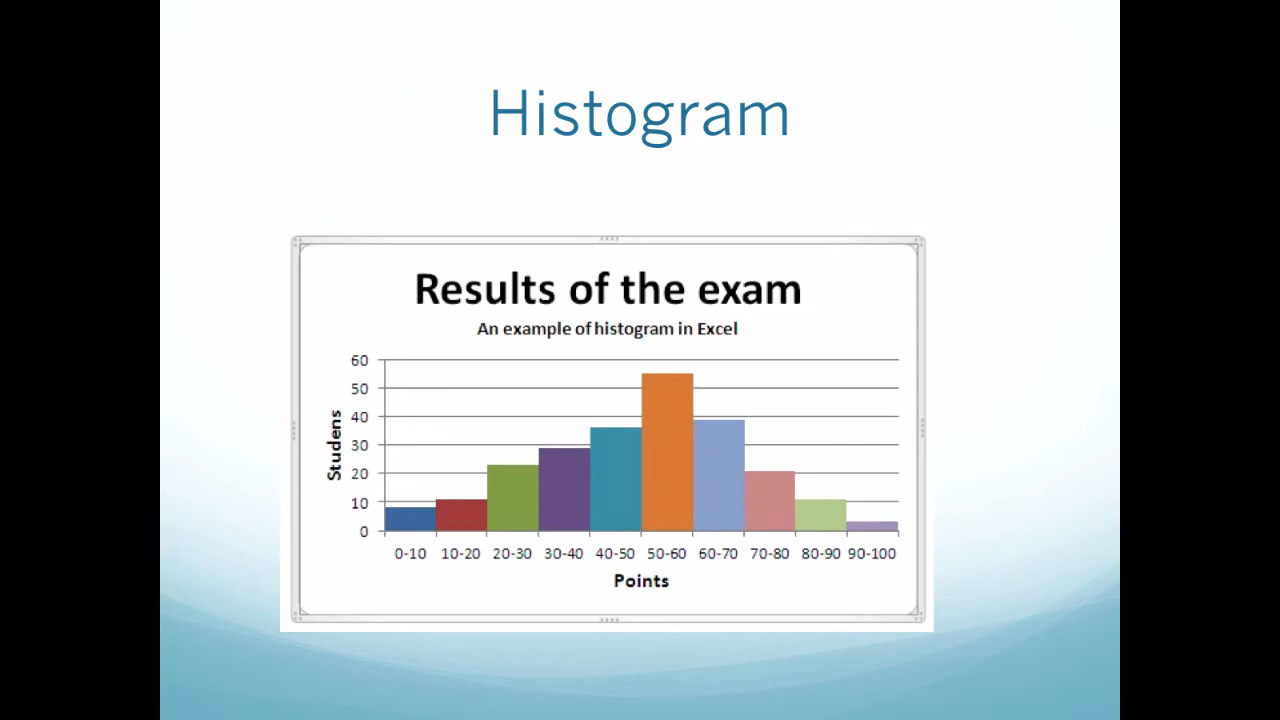 Histogram
Results of the exam
An example of histogram in Excel
60
50
40
30
20
10
0
Studens
0-10 10-20 20-30 30-40 40-50 50-60 60-70 70-80 80-90 90-100
Points